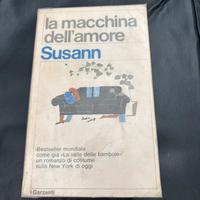 la macchina
dell'amore
Susann
Bestseller mondiale
come già «La valle delle bambole»
un romanzo di costume
sulla New York di oggi
Garzanti